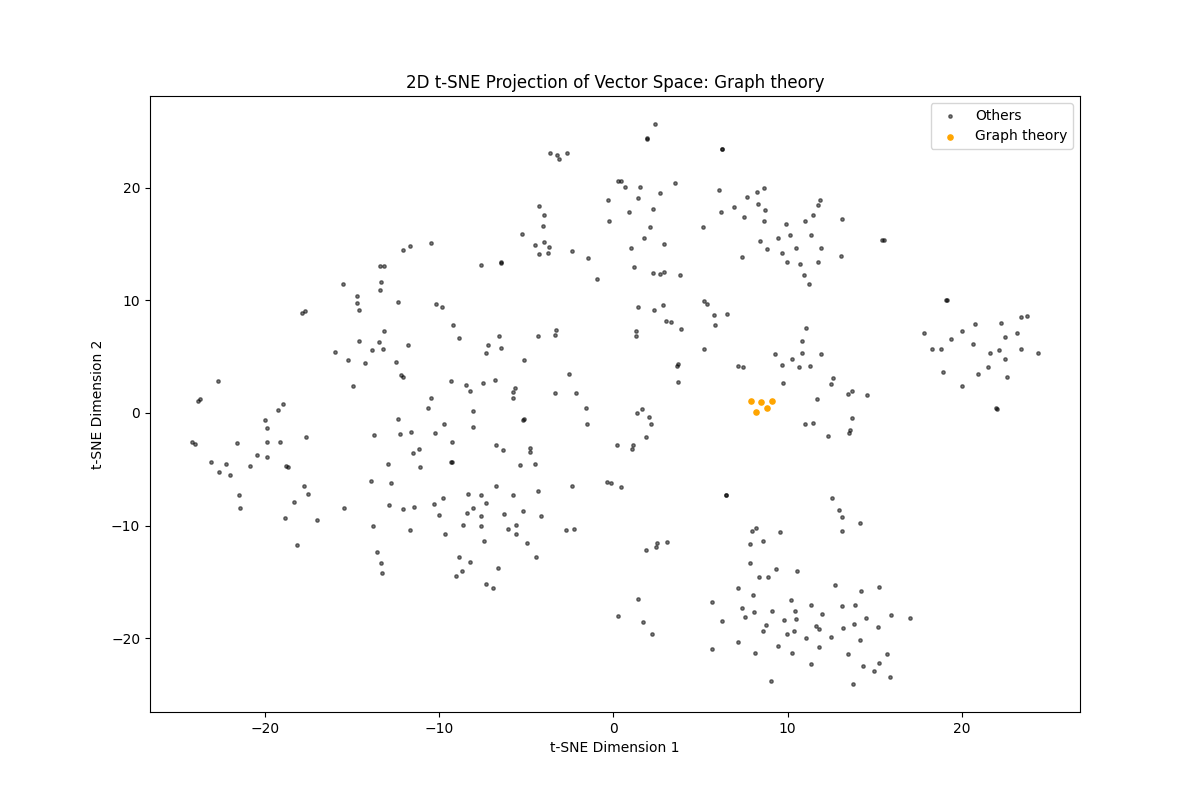 2D t-SNE Projection of Vector Space: Graph theory
Others
Graph theory
t-SNE Dimension 2
20
10
0
−10
−20
−20
−10
0
10
20
t-SNE Dimension 1